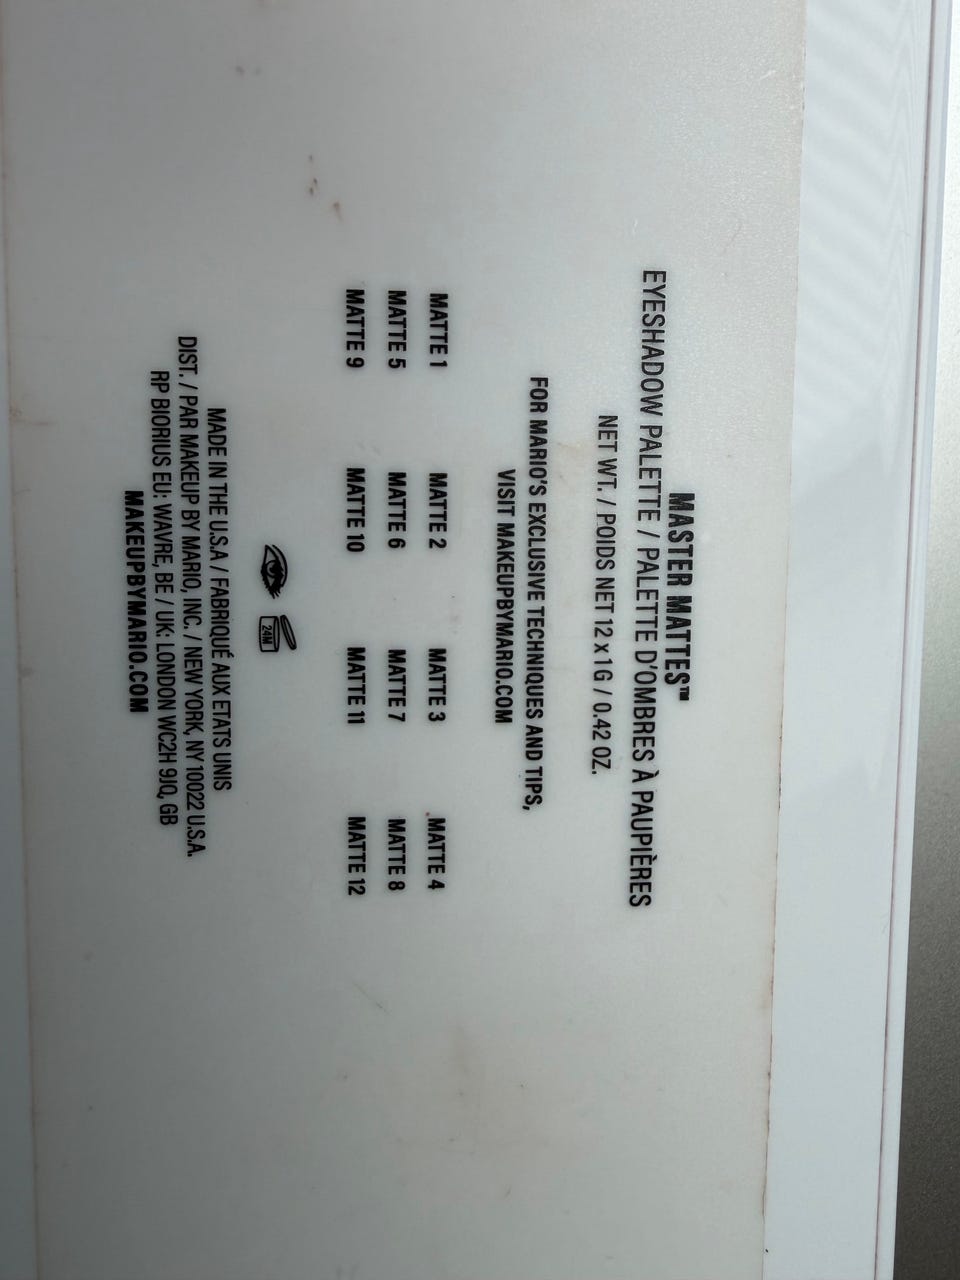 MASTER MATTES™
EYESHADOW PALETTE / PALETTE D'OMBRES À PAUPIÈRES
NET WT. / POIDS NET 12 x 1 G / 0.42 OZ.
FOR MARIO'S EXCLUSIVE TECHNIQUES AND TIPS,
VISIT MAKEUPBYMARIO.COM
MATTE 1 MATTE 2 MATTE 3 MATTE 4
MATTE 5 MATTE 6 MATTE 7 MATTE 8
MATTE 9 MATTE 10 MATTE 11 MATTE 12
24M
MADE IN THE U.S.A / FABRIQUÉ AUX ETATS UNIS
DIST. / PAR MAKEUP BY MARIO, INC. / NEW YORK, NY 10022 U.S.A.
RP BIORIUS EU: WAVRE, BE / UK: LONDON WC2H 9JQ, GB
MAKEUPBYMARIO.COM